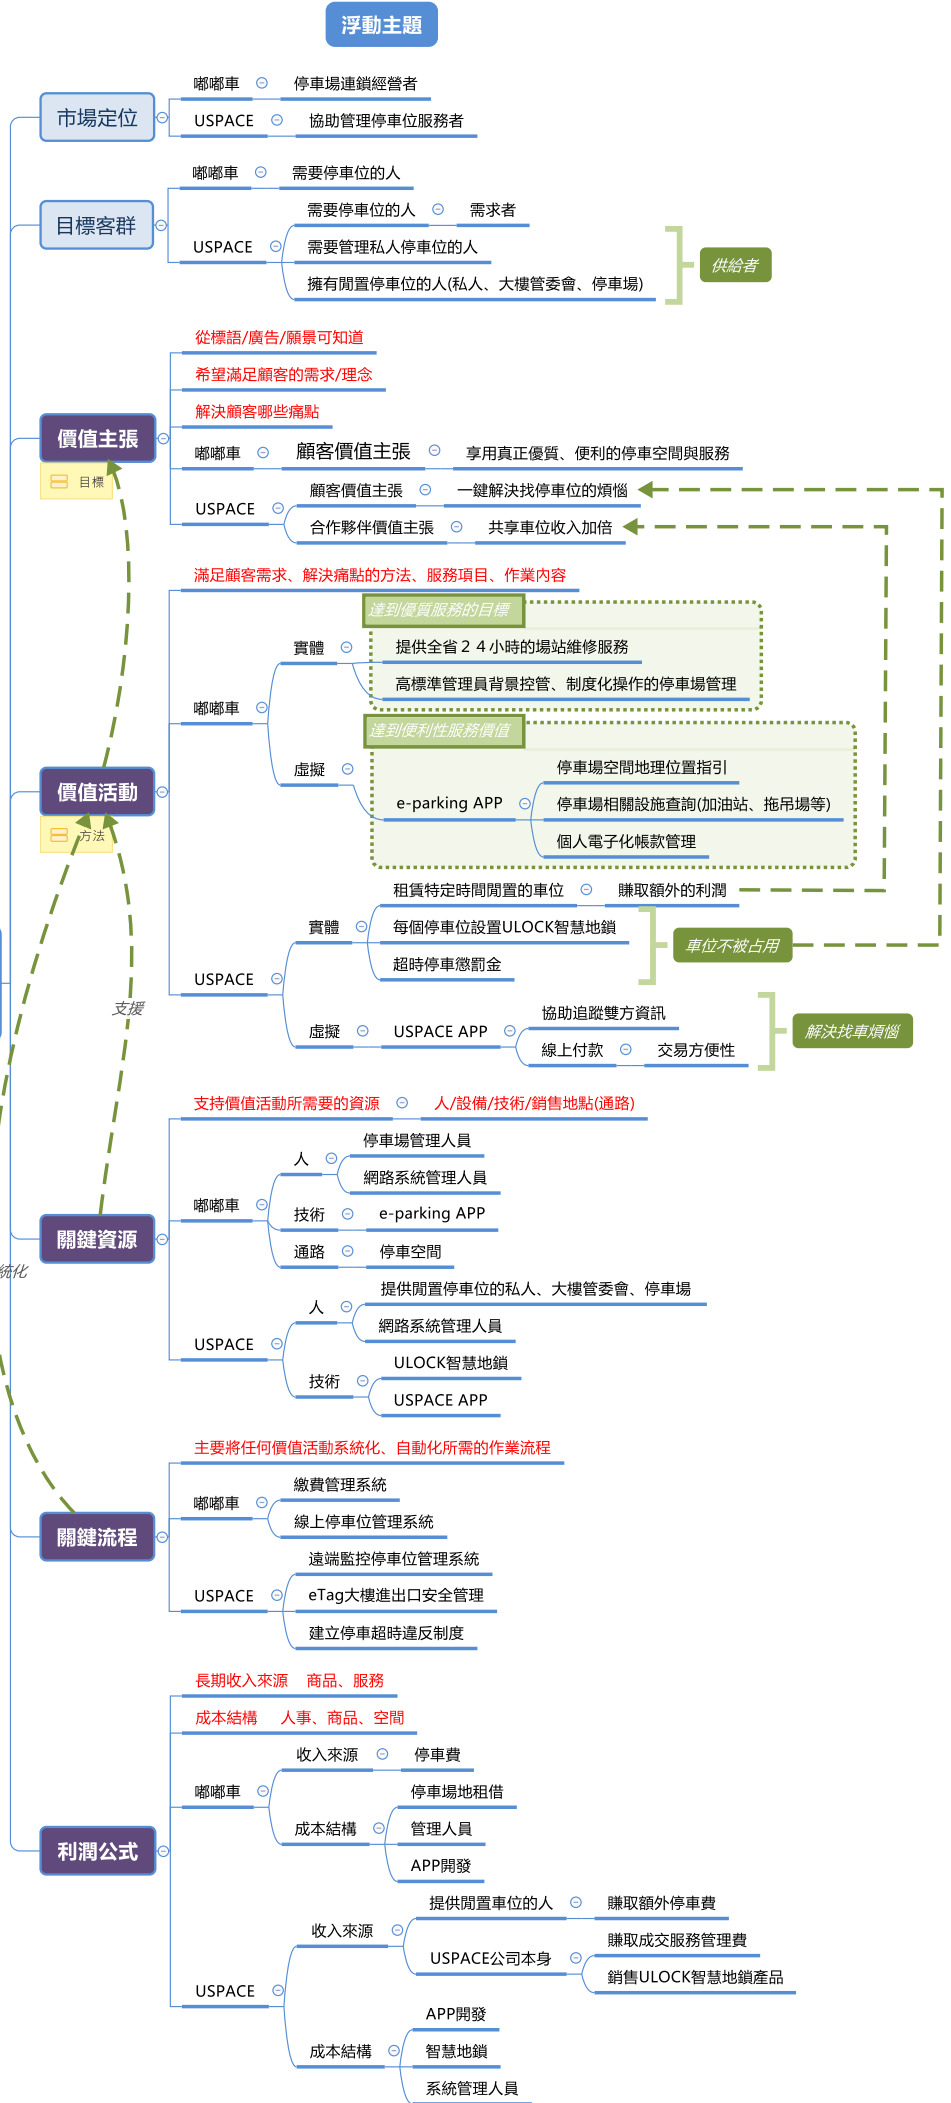 浮動主題
市場定位
嘟嘟車
停車場連鎖經營者
USPACE
協助管理停車位服務者
目標客群
嘟嘟車
需要停車位的人
USPACE
需要停車位的人
需求者
需要管理私人停車位的人
擁有閒置停車位的人(私人、大樓管委會、停車場)
供給者
價值主張
目標
從標語/廣告/願景可知道
希望滿足顧客的需求/理念
解決顧客哪些痛點
嘟嘟車
顧客價值主張
享用真正優質、便利的停車空間與服務
USPACE
顧客價值主張
一鍵解決找停車位的煩惱
合作夥伴價值主張
共享車位收入加倍
價值活動
方法
滿足顧客需求、解決痛點的方法、服務項目、作業內容
嘟嘟車
實體
達到優質服務的目標
提供全省２４小時的場站維修服務
高標準管理員背景控管、制度化操作的停車場管理
虛擬
達到便利性服務價值
e-parking APP
停車場空間地理位置指引
停車場相關設施查詢(加油站、拖吊場等)
個人電子化帳款管理
USPACE
實體
租賃特定時間閒置的車位
賺取額外的利潤
每個停車位設置ULOCK智慧地鎖
超時停車懲罰金
車位不被占用
虛擬
USPACE APP
協助追蹤雙方資訊
線上付款
交易方便性
解決找車煩惱
支援
關鍵資源
支持價值活動所需要的資源
人/設備/技術/銷售地點(通路)
嘟嘟車
人
停車場管理人員
網路系統管理人員
技術
e-parking APP
通路
停車空間
USPACE
人
提供閒置停車位的私人、大樓管委會、停車場
網路系統管理人員
技術
ULOCK智慧地鎖
USPACE APP
統化
關鍵流程
主要將任何價值活動系統化、自動化所需的作業流程
嘟嘟車
繳費管理系統
線上停車位管理系統
USPACE
遠端監控停車位管理系統
eTag大樓進出口安全管理
建立停車超時違反制度
利潤公式
長期收入來源　商品、服務
成本結構　人事、商品、空間
嘟嘟車
收入來源
停車費
成本結構
停車場地租借
管理人員
APP開發
USPACE
收入來源
提供閒置車位的人
賺取額外停車費
USPACE公司本身
賺取成交服務管理費
銷售ULOCK智慧地鎖產品
成本結構
APP開發
智慧地鎖
系統管理人員